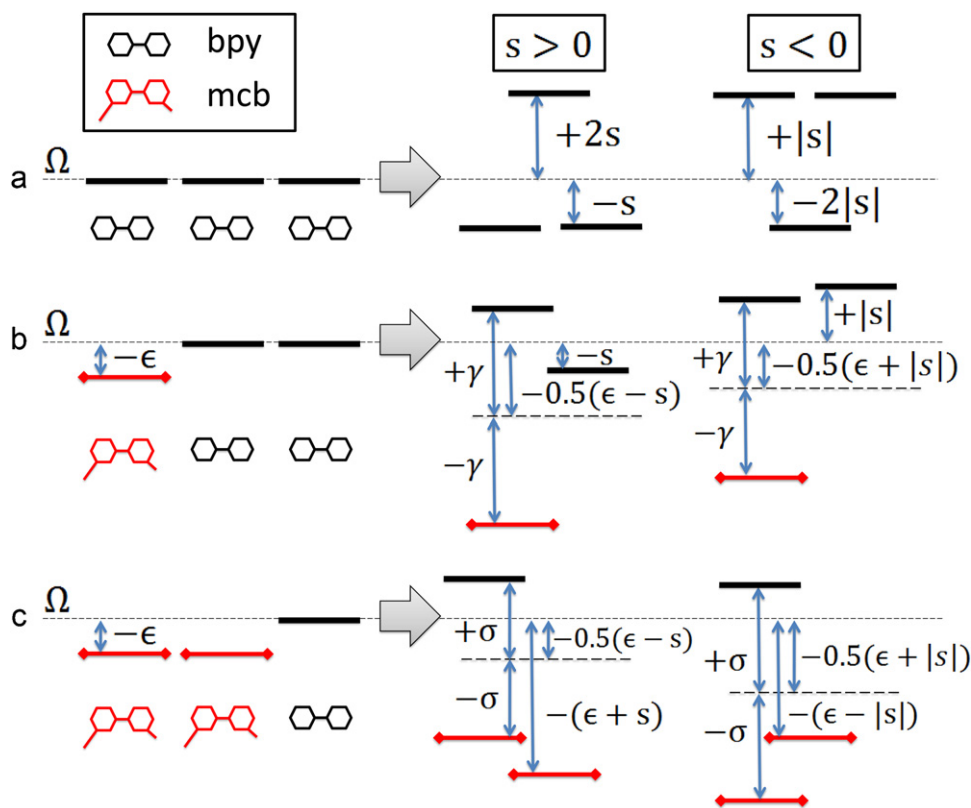 bpy
mcb
s > 0
s < 0
a
Ω
+2s
−s
+|s|
−2|s|
b
Ω
−ϵ
+γ
−γ
−s
−0.5(ϵ − s)
+γ
−γ
+|s|
−0.5(ϵ + |s|)
c
Ω
−ϵ
+σ
−σ
−0.5(ϵ − s)
−(ϵ + s)
+σ
−σ
−0.5(ϵ + |s|)
−(ϵ − |s|)